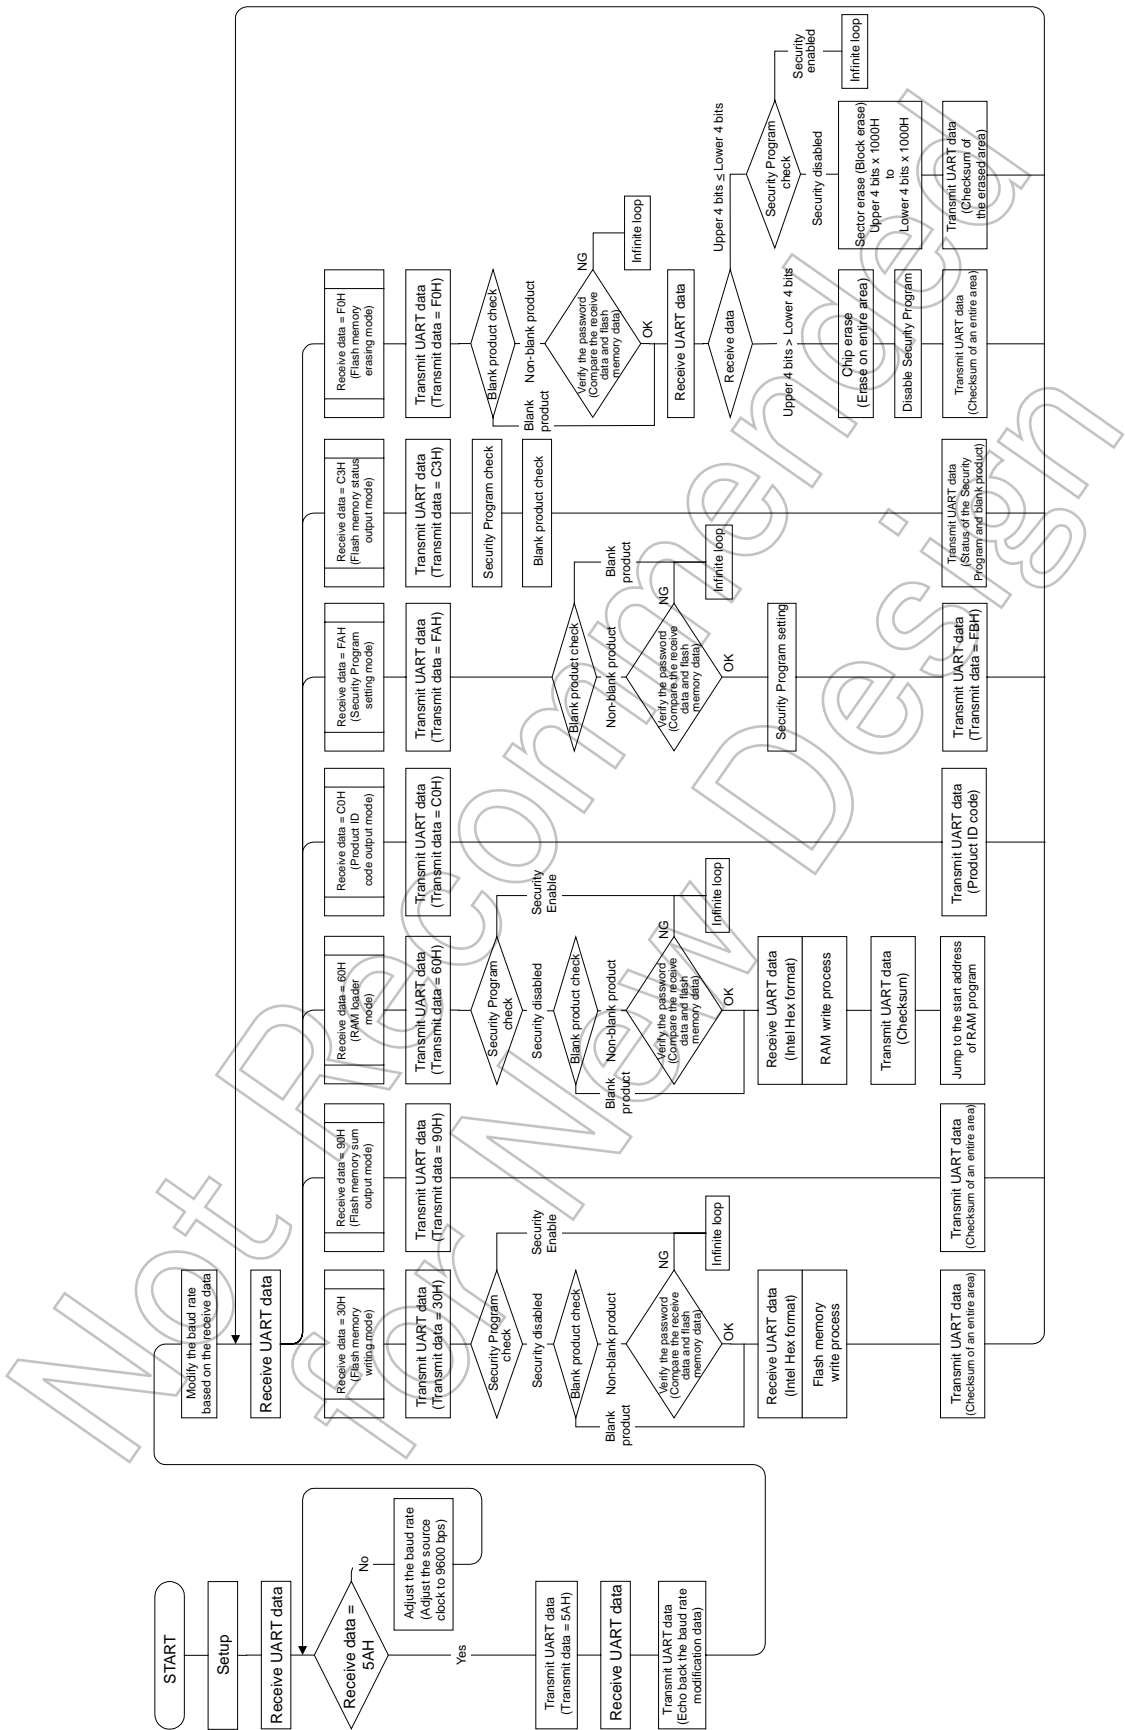 START
Setup
Receive UART data
Receive data =
5AH
No
Adjust the baud rate
(Adjust the source
clock to 9600 bps)
Yes
Transmit UART data
(Transmit data = 5AH)
Receive UART data
Transmit UART data
(Echo back the baud rate
modification data)
Modify the baud rate
based on the receive data
Receive UART data
Receive data = 30H
(Flash memory
writing mode)
Transmit UART data
(Transmit data = 30H)
Security Program
check
Security
Enable
Security disabled
Blank product check
Blank
product
Non-blank product
Verify the password
(Compare the receive
data and flash
memory data)
NG
Infinite loop
OK
Receive UART data
(Intel Hex format)
Flash memory
write process
Transmit UART data
(Checksum of an entire area)
Receive data = 90H
(Flash memory sum
output mode)
Transmit UART data
(Transmit data = 90H)
Transmit UART data
(Checksum of an entire area)
Receive data = 60H
(RAM loader
mode)
Transmit UART data
(Transmit data = 60H)
Security Program
check
Security
Enable
Security disabled
Blank product check
Blank
product
Non-blank product
Verify the password
(Compare the receive
data and flash
memory data)
NG
Infinite loop
OK
Receive UART data
(Intel Hex format)
RAM write process
Transmit UART data
(Checksum)
Jump to the start address
of RAM program
Receive data = C0H
(Product ID
code output mode)
Transmit UART data
(Transmit data = C0H)
Transmit UART data
(Product ID code)
Receive data = FAH
(Security Program
setting mode)
Transmit UART data
(Transmit data = FAH)
Blank product check
Blank
product
Non-blank product
Verify the password
(Compare the receive
data and flash
memory data)
NG
Infinite loop
OK
Security Program setting
Transmit UART data
(Transmit data = FBH)
Receive data = C3H
(Flash memory status
output mode)
Transmit UART data
(Transmit data = C3H)
Security Program check
Blank product check
Transmit UART data
(Status of the Security
Program and blank product)
Receive data = F0H
(Flash memory
erasing mode)
Transmit UART data
(Transmit data = F0H)
Blank product check
Blank
product
Non-blank product
Verify the password
(Compare the receive
data and flash
memory data)
NG
Infinite loop
OK
Receive UART data
Receive data
Upper 4 bits > Lower 4 bits
Chip erase
(Erase on entire area)
Disable Security Program
Transmit UART data
(Checksum of an entire area)
Upper 4 bits ≤ Lower 4 bits
Security Program
check
Security
enabled
Infinite loop
Security disabled
Sector erase (Block erase)
Upper 4 bits x 1000H
to
Lower 4 bits x 1000H
Transmit UART data
(Checksum of
the erased area)
Not Recommended
for New Design